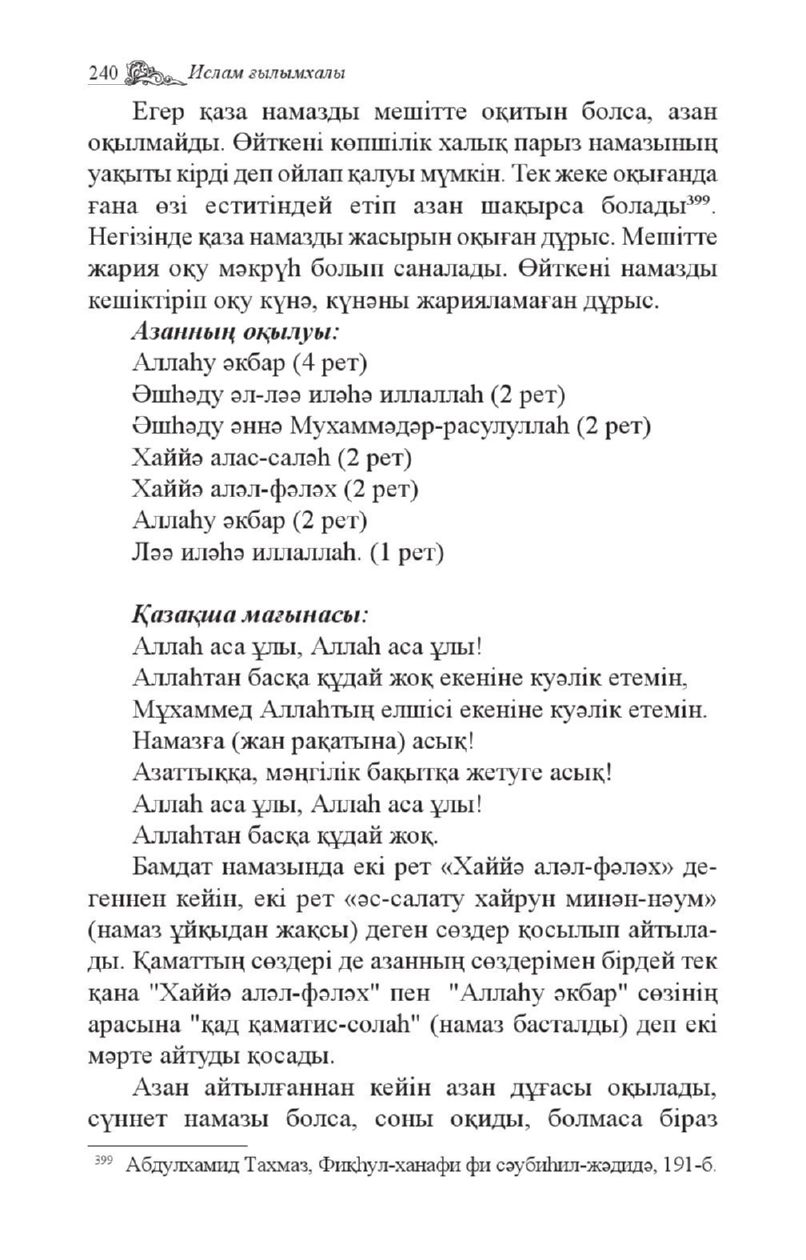 240 Ислам ғылымхалы
Егер қаза намазды мешітте оқитын болса, азан
оқылмайды. Өйткені көпшілік халық парыз намазының
уақыты кірді деп ойлап қалуы мүмкін. Тек жеке оқығанда
ғана өзі еститіндей етіп азан шақырса болады³⁹⁹.
Негізінде қаза намазды жасырын оқыған дұрыс. Мешітте
жария оқу мәкрүһ болып саналады. Өйткені намазды
кешіктіріп оқу күнә, күнәны жарияламаған дұрыс.
Азанның оқылуы:
Аллаһу әкбар (4 рет)
Әшһәду әл-ләә иләһә иллаллаһ (2 рет)
Әшһәду әннә Мухаммәдәр-расулуллаһ (2 рет)
Хаййә алас-саләһ (2 рет)
Хаййә аләл-фәләх (2 рет)
Аллаһу әкбар (2 рет)
Ләә иләһә иллаллаһ. (1 рет)
Қазақша мағынасы:
Аллаһ аса ұлы, Аллаһ аса ұлы!
Аллаһтан басқа құдай жоқ екеніне куәлік етемін,
Мұхаммед Аллаһтың елшісі екеніне куәлік етемін.
Намазға (жан рақатына) асық!
Азаттыққа, мәңгілік бақытқа жетуге асық!
Аллаһ аса ұлы, Аллаһ аса ұлы!
Аллаһтан басқа құдай жоқ.
Бамдат намазында екі рет «Хаййә аләл-фәләх» де-
геннен кейін, екі рет «әс-салату хайрун минән-нәум»
(намаз ұйқыдан жақсы) деген сөздер қосылып айтыла-
ды. Қаматтың сөздері де азанның сөздерімен бірдей тек
қана "Хаййә аләл-фәләх" пен "Аллаһу әкбар" сөзінің
арасына "қад қаматис-солаһ" (намаз басталды) деп екі
мәрте айтуды қосады.
Азан айтылғаннан кейін азан дұғасы оқылады,
сүннет намазы болса, соны оқиды, болмаса біраз
³⁹⁹ Абдулхамид Тахмаз, Фиқһул-ханафи фи сәубиһил-жәдидә, 191-б.